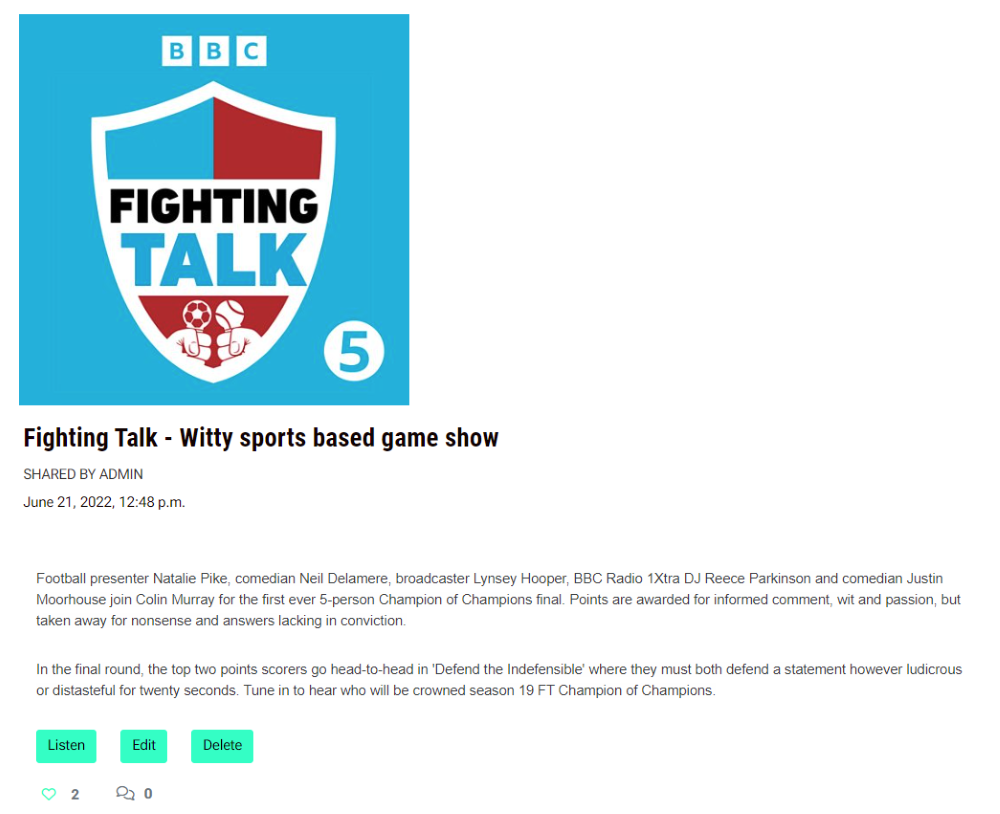 BBC
FIGHTING
TALK
5
Fighting Talk - Witty sports based game show
SHARED BY ADMIN
June 21, 2022, 12:48 p.m.
Football presenter Natalie Pike, comedian Neil Delamere, broadcaster Lynsey Hooper, BBC Radio 1Xtra DJ Reece Parkinson and comedian Justin
Moorhouse join Colin Murray for the first ever 5-person Champion of Champions final. Points are awarded for informed comment, wit and passion, but
taken away for nonsense and answers lacking in conviction.
In the final round, the top two points scorers go head-to-head in 'Defend the Indefensible' where they must both defend a statement however ludicrous
or distasteful for twenty seconds. Tune in to hear who will be crowned season 19 FT Champion of Champions.
Listen Edit Delete
2 0